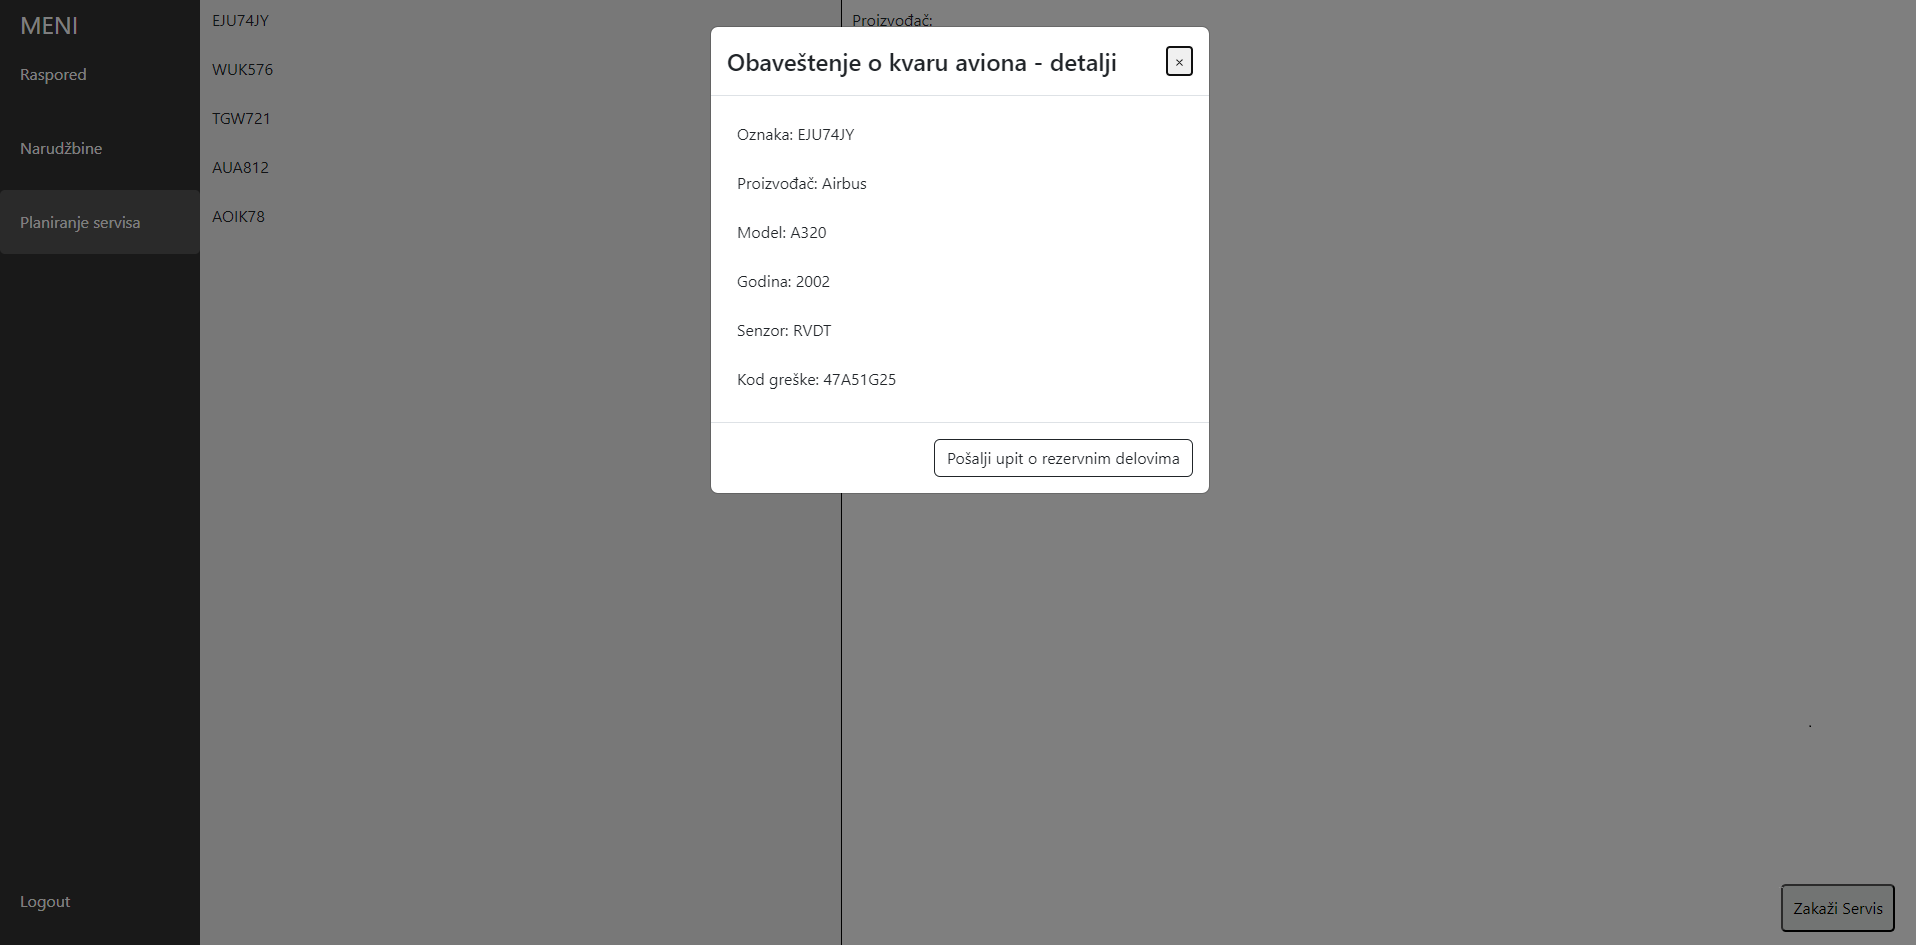 MENI
Raspored
Narudžbine
Planiranje servisa
Logout
EJU74JY
WUK576
TGW721
AUA812
AOIK78
Proizvođač:
Obaveštenje o kvaru aviona - detalji
×
Oznaka: EJU74JY
Proizvođač: Airbus
Model: A320
Godina: 2002
Senzor: RVDT
Kod greške: 47A51G25
Pošalji upit o rezervnim delovima
.
Zakaži Servis